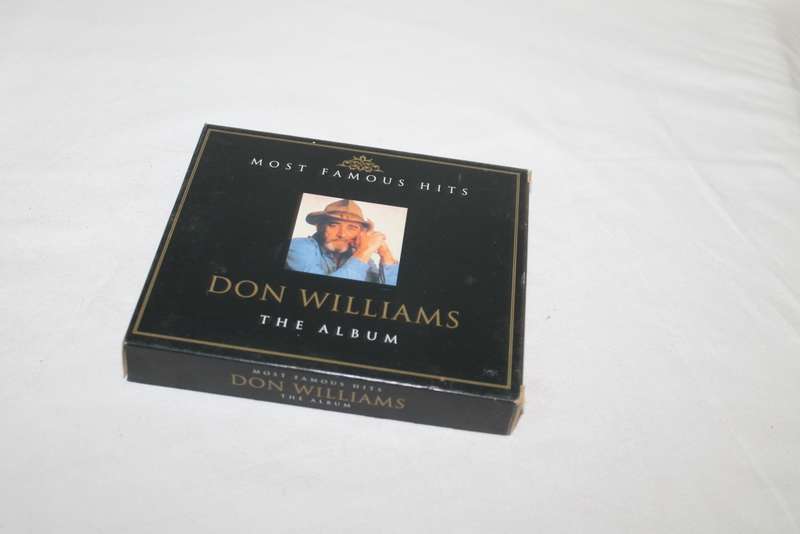 MOST FAMOUS HITS
DON WILLIAMS
THE ALBUM
MOST FAMOUS HITS
DON WILLIAMS
THE ALBUM